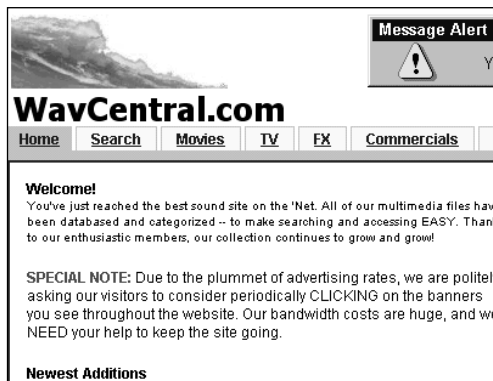 Message Alert
Y
WavCentral.com
Home Search Movies TV FX Commercials
Welcome!
You've just reached the best sound site on the 'Net. All of our multimedia files hav
been databased and categorized -- to make searching and accessing EASY. Than
to our enthusiastic members, our collection continues to grow and grow!
SPECIAL NOTE: Due to the plummet of advertising rates, we are politel
asking our visitors to consider periodically CLICKING on the banners
you see throughout the website. Our bandwidth costs are huge, and we
NEED your help to keep the site going.
Newest Additions